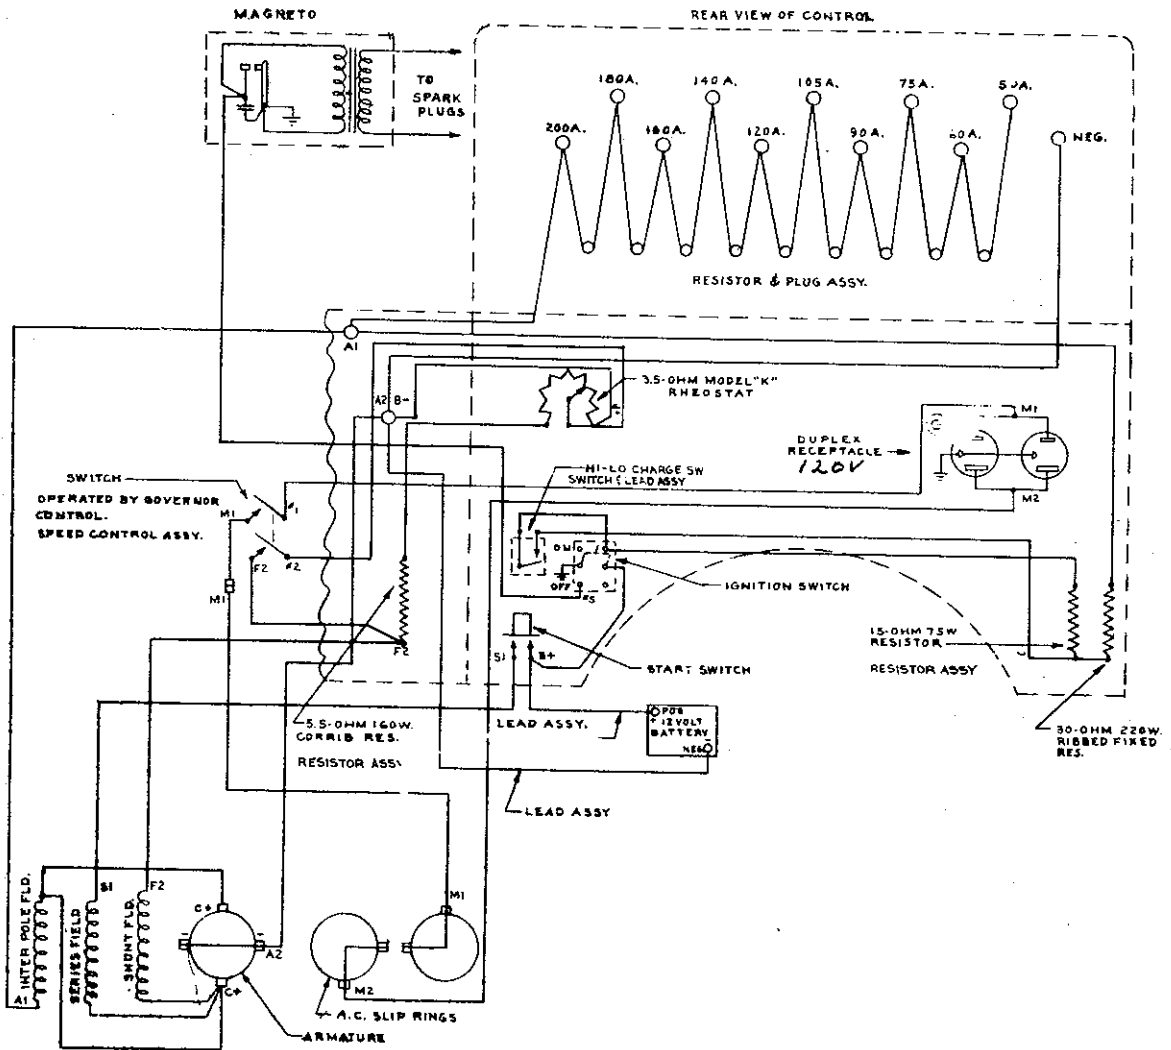 MAGNETO
REAR VIEW OF CONTROL
TO
SPARK
PLUGS
180A.
140 A.
105 A.
75A.
200A.
160A.
120A.
90A.
60A.
NEG.
RESISTOR & PLUG ASSY.
A1
A2 B-
3.5-OHM MODEL "K"
RHEOSTAT
M1
DUPLEX
RECEPTACLE
120V
M2
HI-LO CHARGE SW
SWITCH & LEAD ASSY
SWITCH
OPERATED BY GOVERNOR
CONTROL.
SPEED CONTROL ASSY.
M1
F2
M1
ON
OFF
IGNITION SWITCH
START SWITCH
S1
B+
F2
15-OHM 75W
RESISTOR
RESISTOR ASSY
30-OHM 220W.
RIBBED FIXED
RES.
5.5-OHM 160W.
CORRIB RES.
RESISTOR ASSY
LEAD ASSY.
POS
+ 12 VOLT
BATTERY
NEG
LEAD ASSY
INTER POLE FLD.
A1
SERIES FIELD
S1
SHUNT FLD.
F2
C+
A2
C+
M1
M2
A.C. SLIP RINGS
ARMATURE